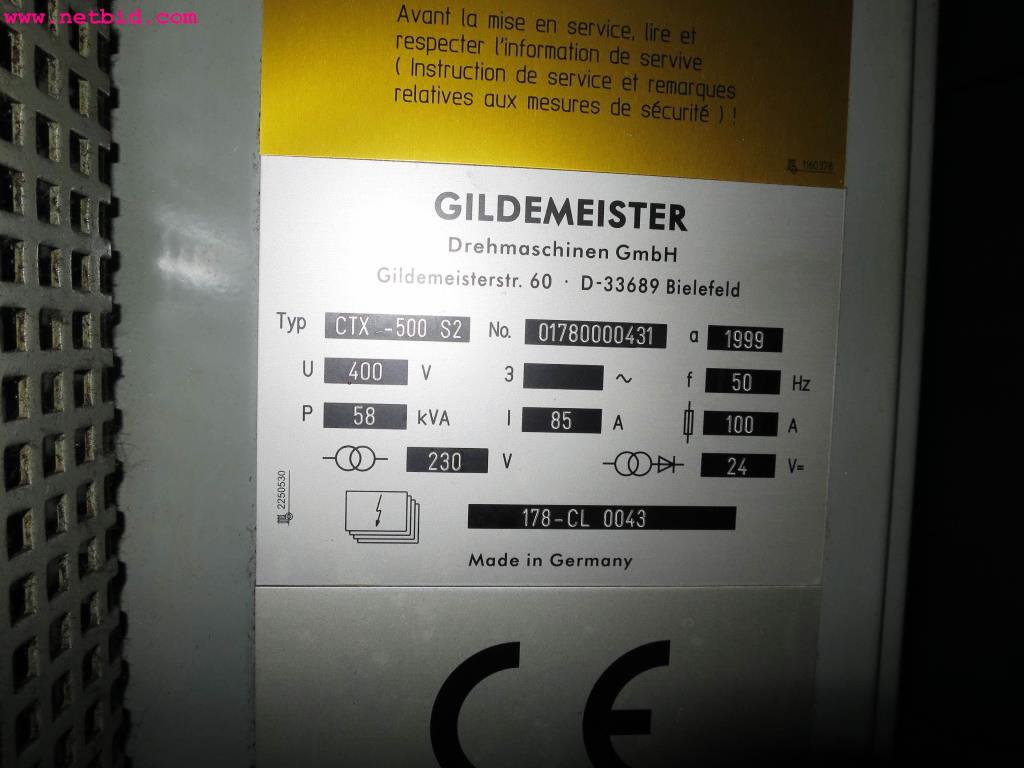 www.netbid.com
Avant la mise en service, lire et
respecter l'information de servive
( Instruction de service et remarques
relatives aux mesures de sécurité ) !
1160378
GILDEMEISTER
Drehmaschinen GmbH
Gildemeisterstr. 60 · D-33689 Bielefeld
Typ CTX -500 S2 No. 01780000431 a 1999
U 400 V 3 ~ f 50 Hz
P 58 kVA I 85 A 100 A
230 V 24 V=
2250530
178-CL 0043
Made in Germany
CE